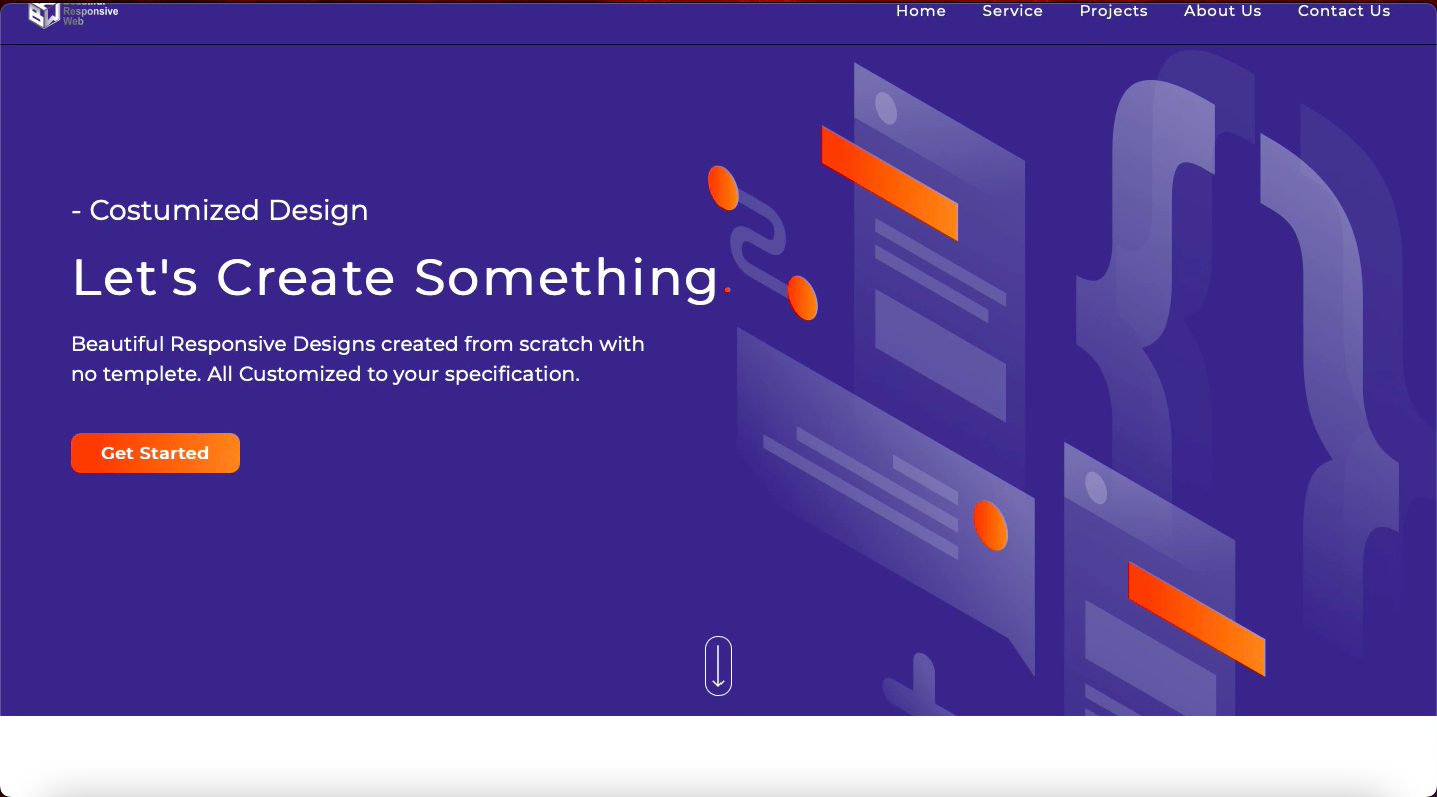 Beautiful
Responsive
Web
Home Service Projects About Us Contact Us
- Costumized Design
Let's Create Something.
Beautiful Responsive Designs created from scratch with
no templete. All Customized to your specification.
Get Started